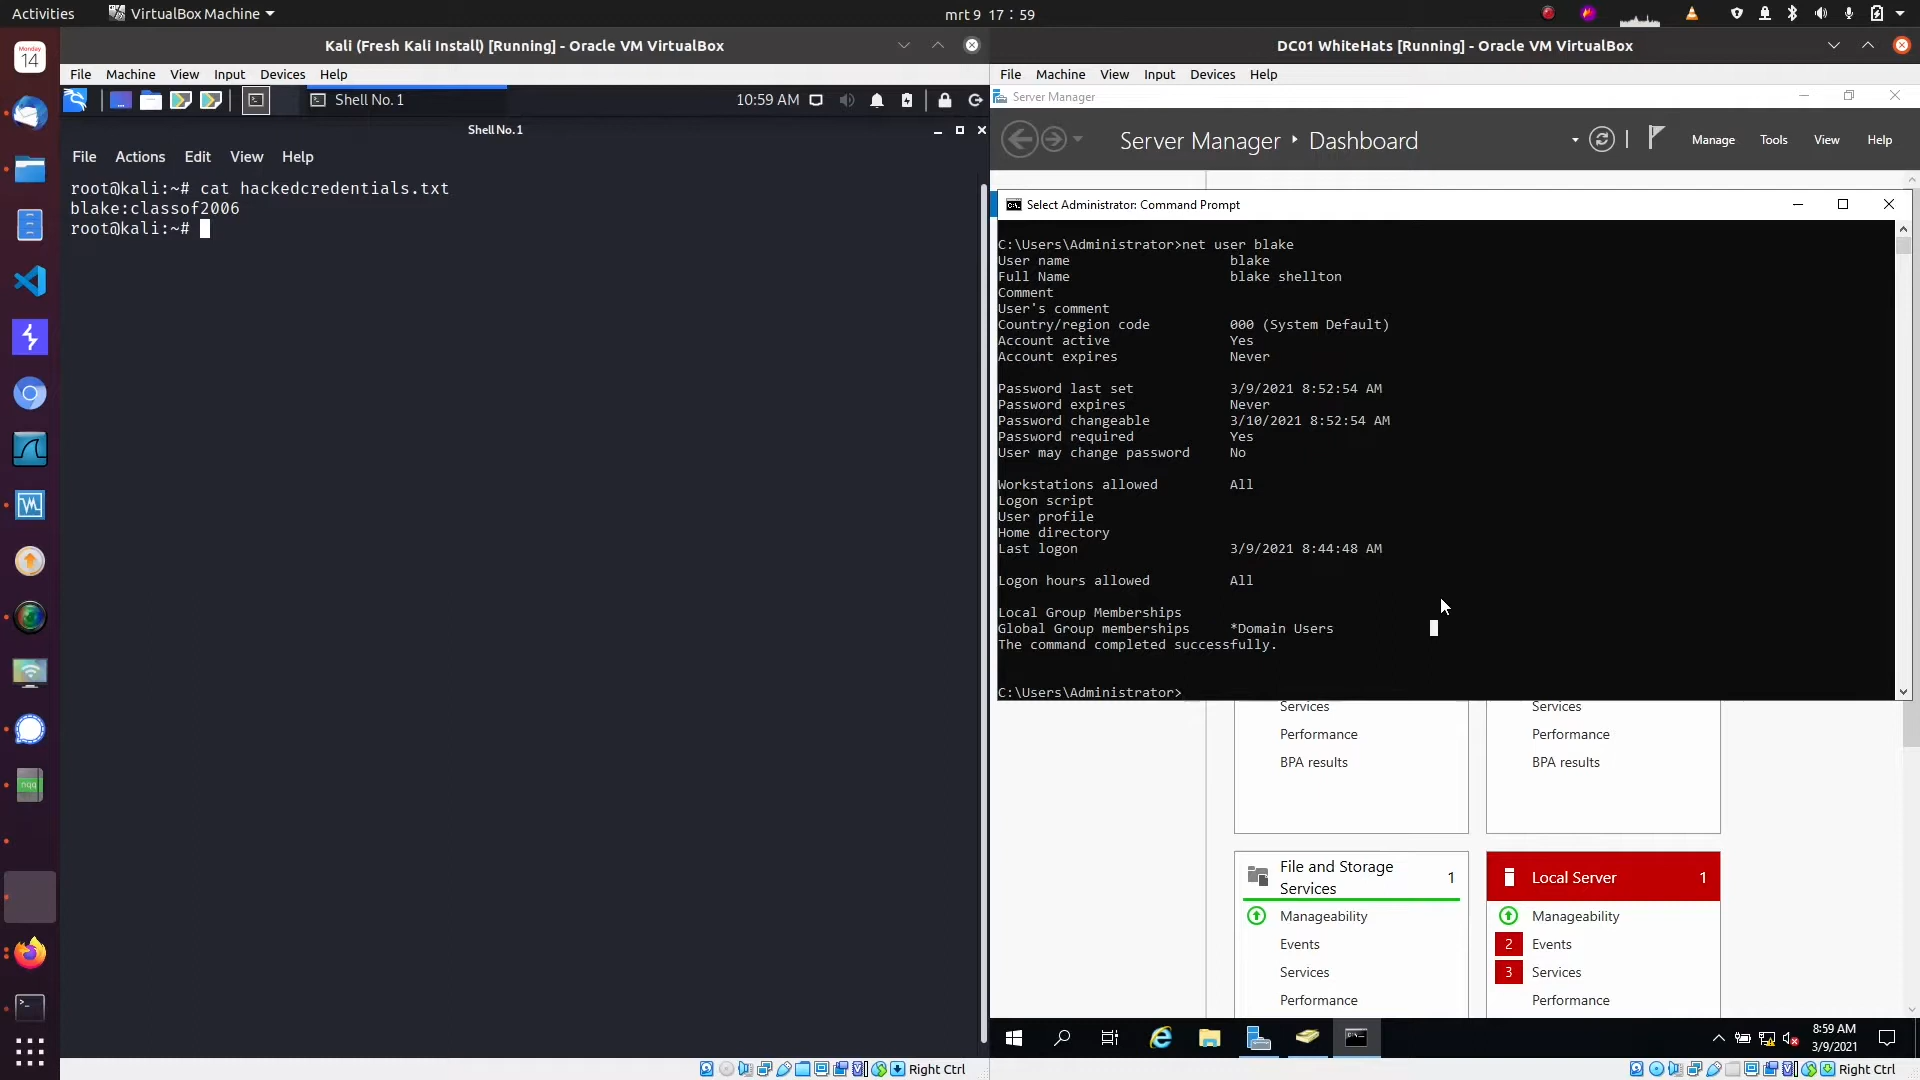 Activities
VirtualBox Machine
mrt 9 17 : 59
Monday
14
Kali (Fresh Kali Install) [Running] - Oracle VM VirtualBox
File Machine View Input Devices Help
Shell No. 1
10:59 AM
Shell No.1
File Actions Edit View Help
root@kali:~# cat hackedcredentials.txt
blake:classof2006
root@kali:~#
Right Ctrl
DC01 WhiteHats [Running] - Oracle VM VirtualBox
File Machine View Input Devices Help
Server Manager
Server Manager Dashboard
Manage Tools View Help
Select Administrator: Command Prompt
C:\Users\Administrator>net user blake
User name blake
Full Name blake shellton
Comment
User's comment
Country/region code 000 (System Default)
Account active Yes
Account expires Never
Password last set 3/9/2021 8:52:54 AM
Password expires Never
Password changeable 3/10/2021 8:52:54 AM
Password required Yes
User may change password No
Workstations allowed All
Logon script
User profile
Home directory
Last logon 3/9/2021 8:44:48 AM
Logon hours allowed All
Local Group Memberships
Global Group memberships *Domain Users
The command completed successfully.
C:\Users\Administrator>
Services
Performance
BPA results
Services
Performance
BPA results
File and Storage
Services
1
Manageability
Events
Services
Performance
Local Server 1
Manageability
2 Events
3 Services
Performance
8:59 AM
3/9/2021
Right Ctrl